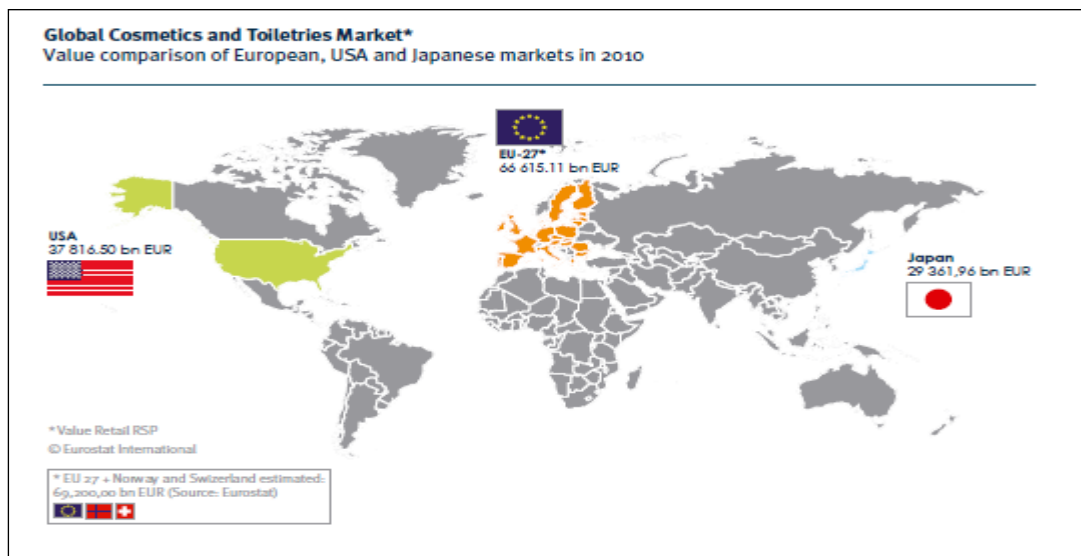 Global Cosmetics and Toiletries Market*
Value comparison of European, USA and Japanese markets in 2010
EU-27*
66 615.11 bn EUR
USA
37 816.50 bn EUR
Japan
29 361,96 bn EUR
* Value Retail RSP
© Eurostat International
* EU 27 + Norway and Swizerland estimated:
69,200,00 bn EUR (Source: Eurostat)